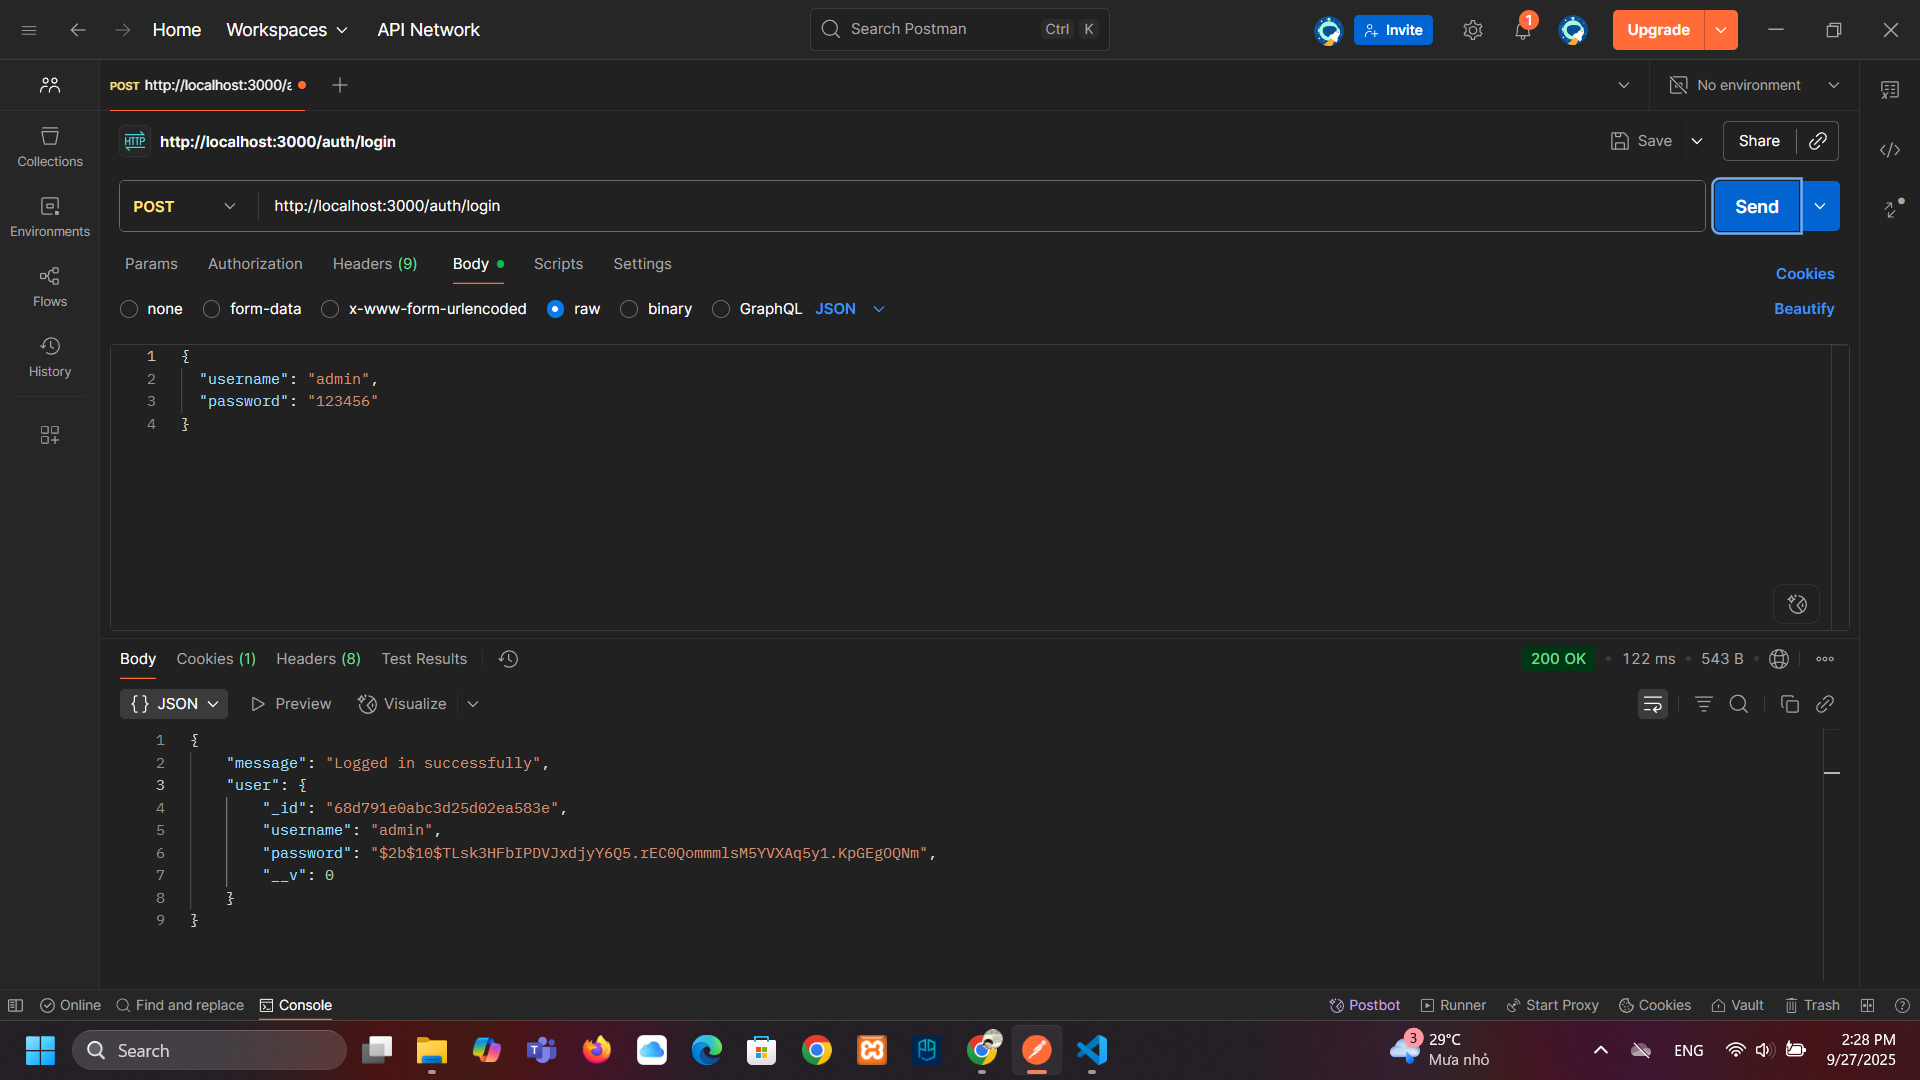 Home Workspaces API Network Search Postman Ctrl K Invite 1 Upgrade
POST http://localhost:3000/a No environment
HTTP http://localhost:3000/auth/login Save Share
POST http://localhost:3000/auth/login Send
Collections
Environments
Flows
History
Params Authorization Headers (9) Body Scripts Settings Cookies
none form-data x-www-form-urlencoded raw binary GraphQL JSON Beautify
1 {
2 "username": "admin",
3 "password": "123456"
4 }
Body Cookies (1) Headers (8) Test Results 200 OK • 122 ms • 543 B
{} JSON Preview Visualize
1 {
2 "message": "Logged in successfully",
3 "user": {
4 "_id": "68d791e0abc3d25d02ea583e",
5 "username": "admin",
6 "password": "$2b$10$TLsk3HFbIPDVJxdjyY6Q5.rEC0QommmlsM5YVXAq5y1.KpGEgOQNm",
7 "__v": 0
8 }
9 }
Online Find and replace Console Postbot Runner Start Proxy Cookies Vault Trash
Search 3 29°C ENG 2:28 PM
Mưa nhỏ 9/27/2025